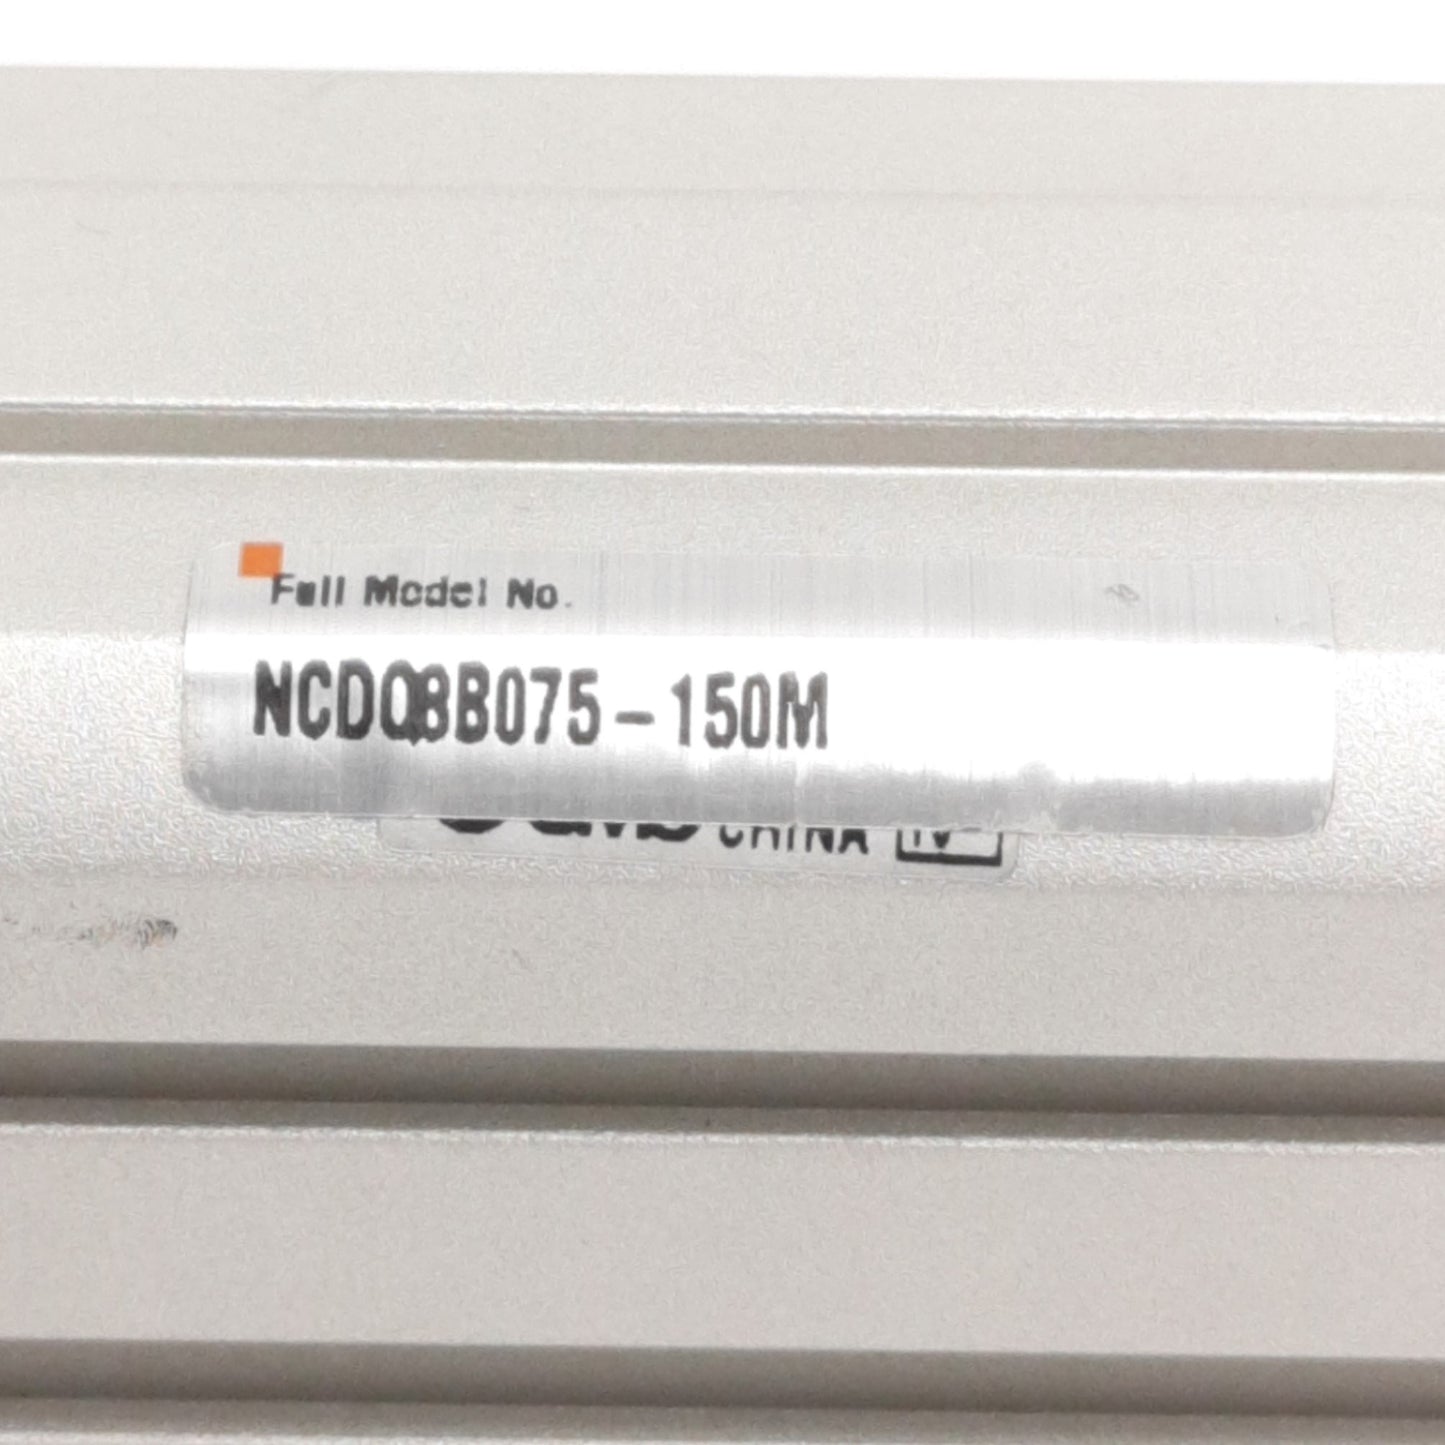 Full Model No.
NCDQ8B075-150M
CHINA